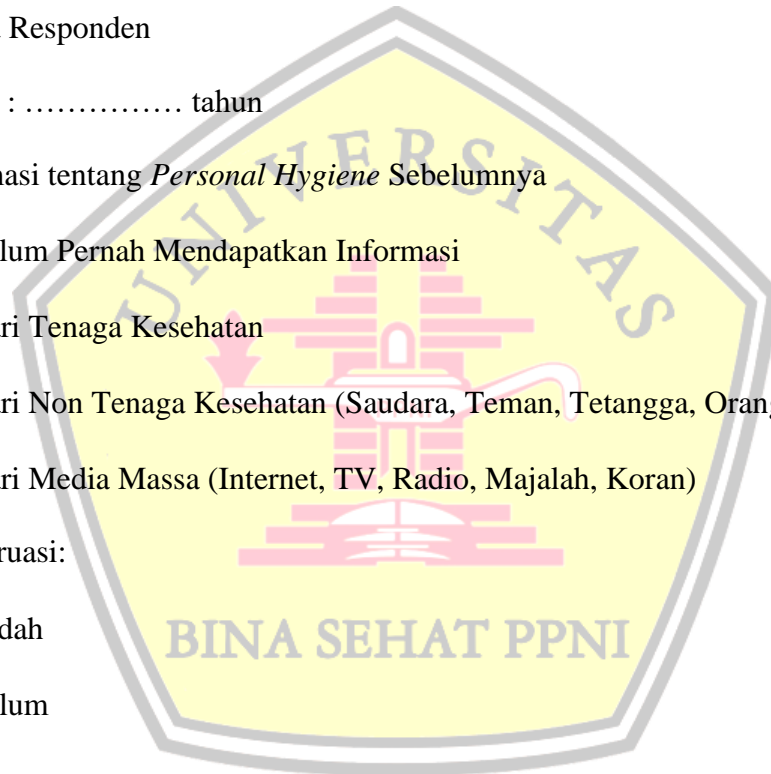 Responden
: …………… tahun
nasi tentang Personal Hygiene Sebelumnya
lum Pernah Mendapatkan Informasi
ri Tenaga Kesehatan
ri Non Tenaga Kesehatan (Saudara, Teman, Tetangga, Orang
ri Media Massa (Internet, TV, Radio, Majalah, Koran)
ruasi:
dah
lum
UNIVERSITAS
BINA SEHAT PPNI